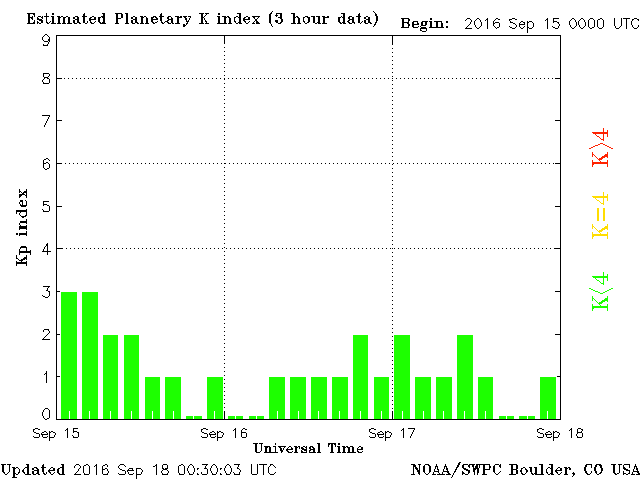 Estimated Planetary K index (3 hour data) Begin: 2016 Sep 15 0000 UTC
9
8
7
6
5
4
3
2
1
0
Kp index
K>4
K=4
K<4
Sep 15 Sep 16 Sep 17 Sep 18
Universal Time
Updated 2016 Sep 18 00:30:03 UTC NOAA/SWPC Boulder, CO USA